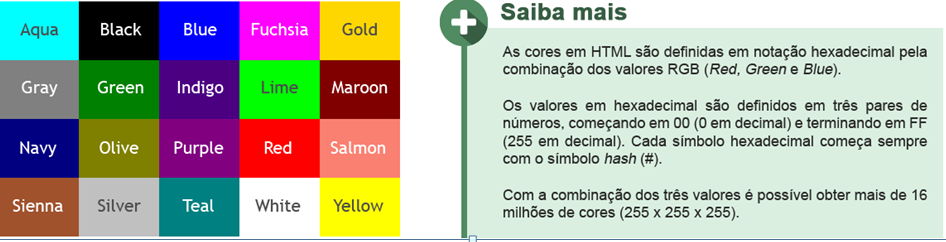 Aqua Black Blue Fuchsia Gold
Gray Green Indigo Lime Maroon
Navy Olive Purple Red Salmon
Sienna Silver Teal White Yellow
Saiba mais
As cores em HTML são definidas em notação hexadecimal pela
combinação dos valores RGB (Red, Green e Blue).
Os valores em hexadecimal são definidos em três pares de
números, começando em 00 (0 em decimal) e terminando em FF
(255 em decimal). Cada símbolo hexadecimal começa sempre
com o símbolo hash (#).
Com a combinação dos três valores é possível obter mais de 16
milhões de cores (255 x 255 x 255).